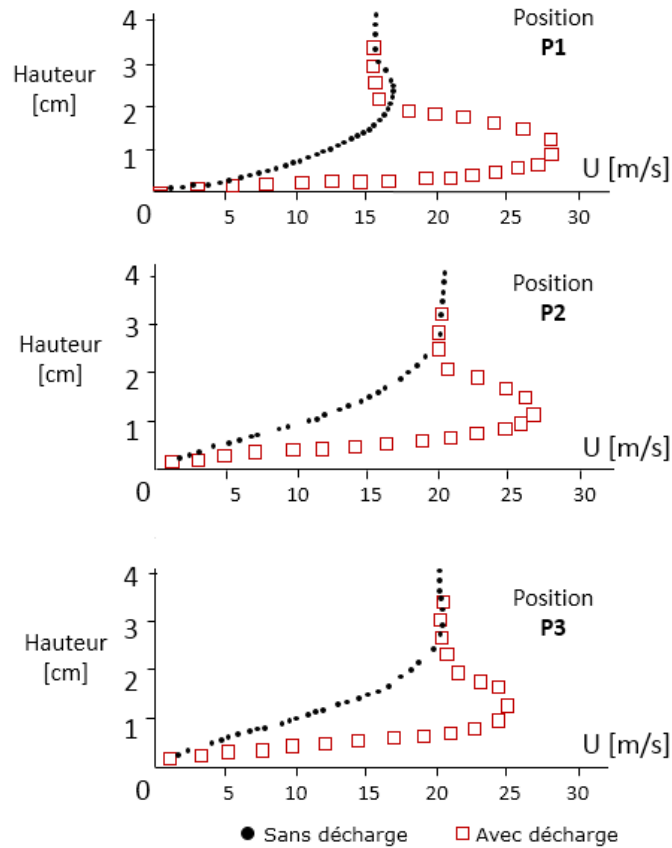 4
Position
P1
Hauteur
[cm]
3
2
1
U [m/s]
0
5 10 15 20 25 30
4
Position
P2
Hauteur
[cm]
3
2
1
U [m/s]
0
5 10 15 20 25 30
4
Position
P3
Hauteur
[cm]
3
2
1
U [m/s]
0
5 10 15 20 25 30
Sans décharge Avec décharge